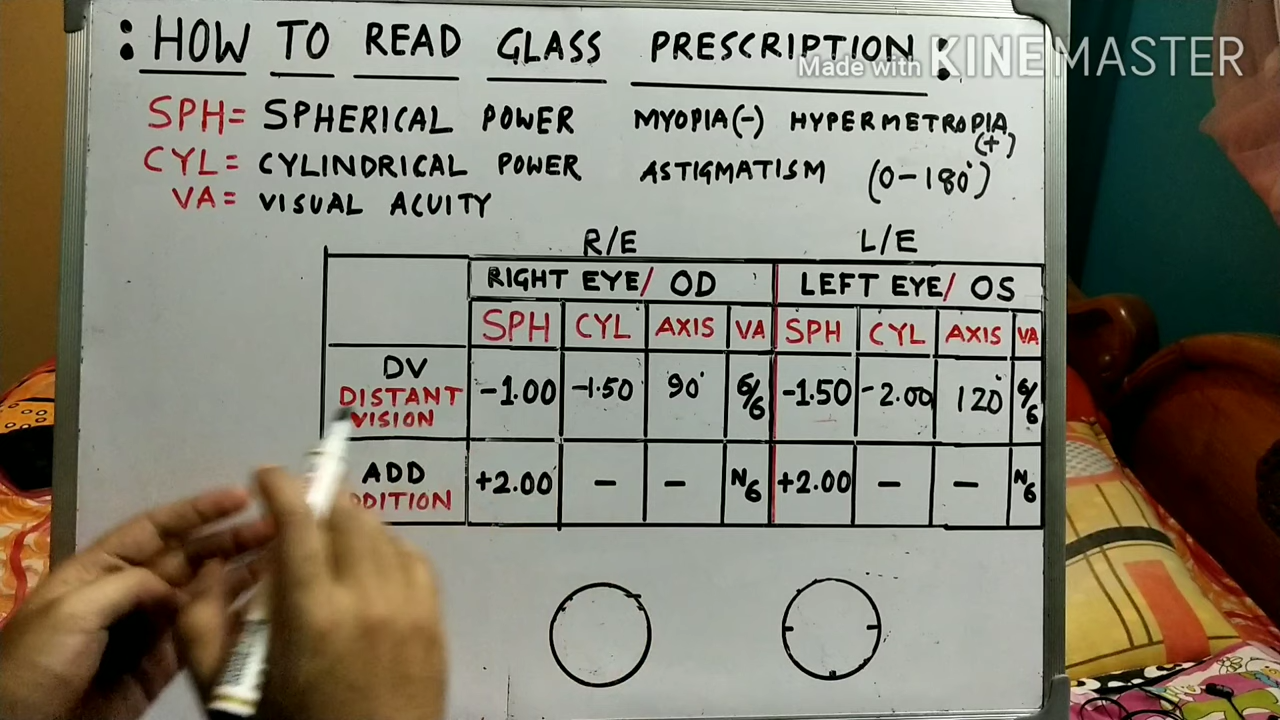 : HOW TO READ GLASS PRESCRIPTION :
Made with KINEMASTER
SPH = SPHERICAL POWER MYOPIA (-) HYPERMETROPIA (+)
CYL = CYLINDRICAL POWER ASTIGMATISM (0-180°)
VA = VISUAL ACUITY
R/E L/E
RIGHT EYE/ OD LEFT EYE/ OS
SPH CYL AXIS VA SPH CYL AXIS VA
DV DISTANT VISION -1.00 -1.50 90° 6/6 -1.50 -2.00 120° 6/6
ADD +2.00 - - N6 +2.00 - - N6